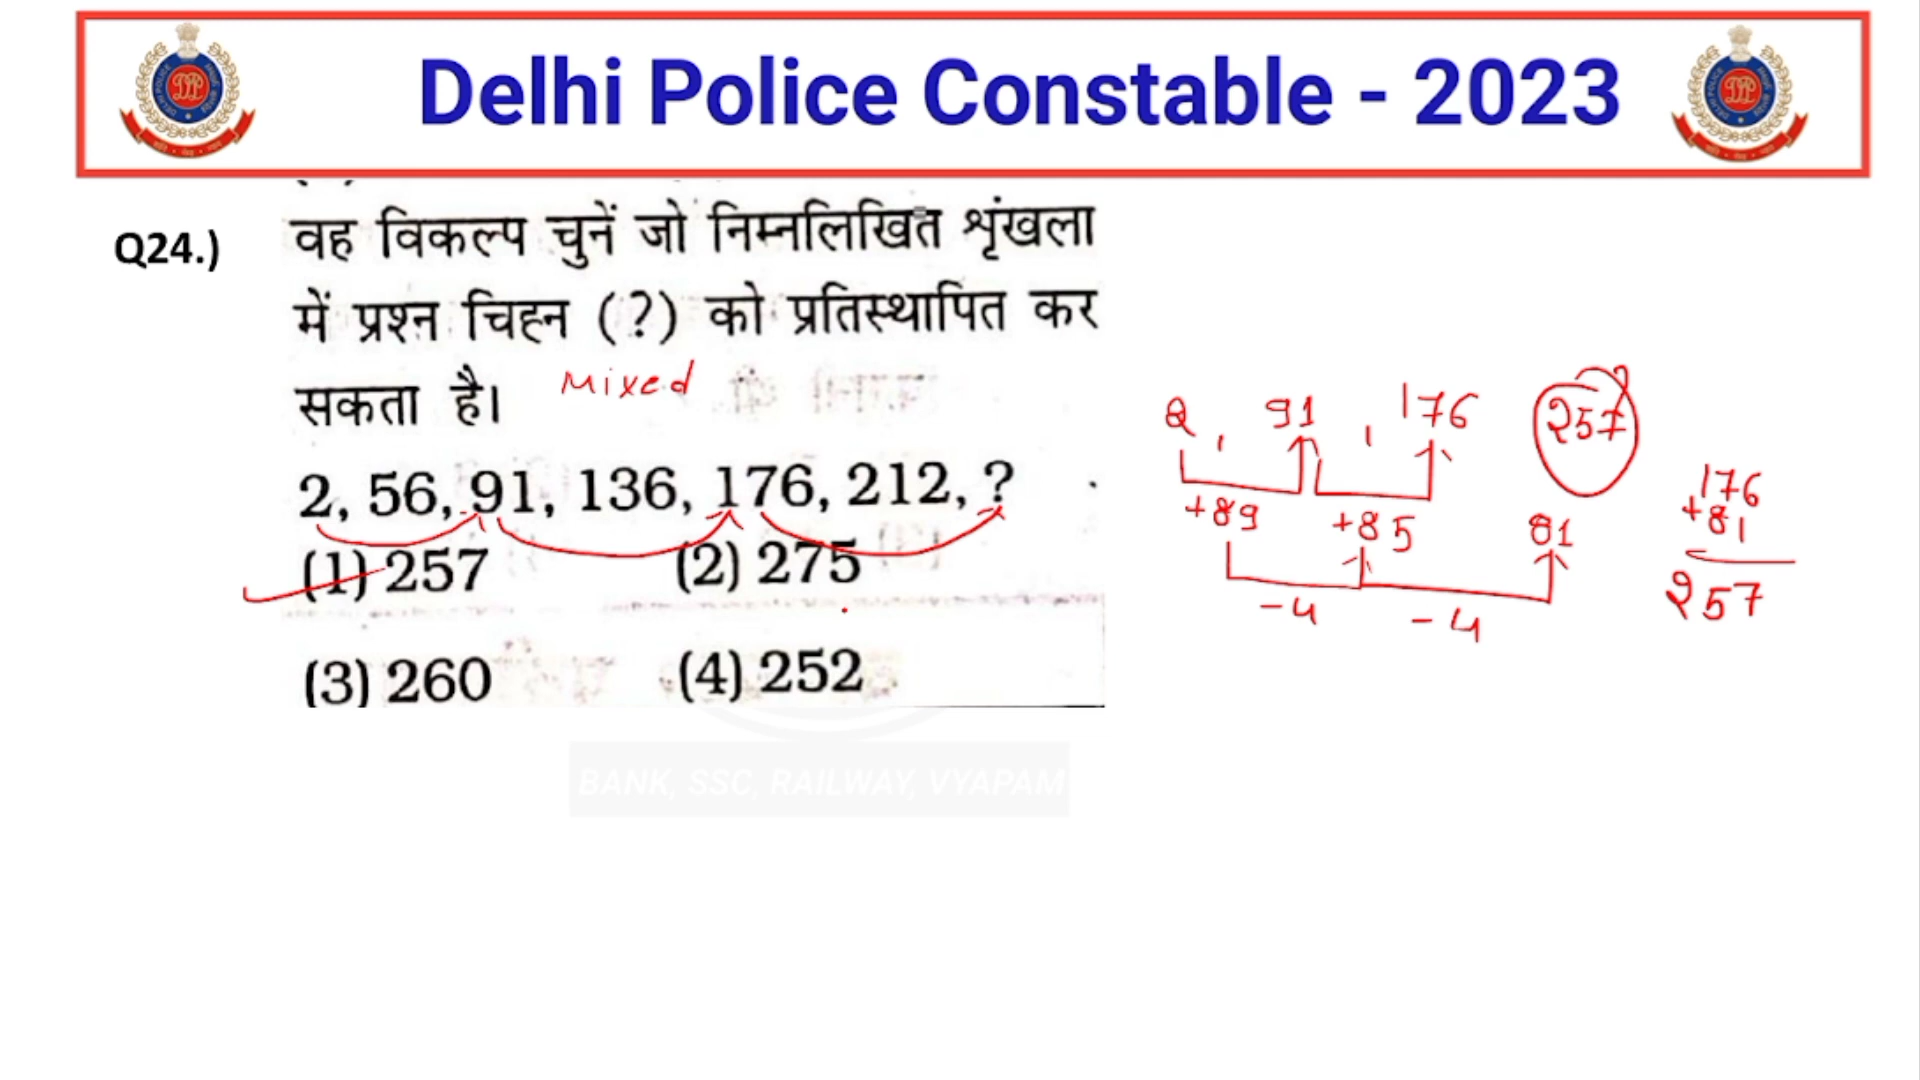 Delhi Police Constable - 2023
Q24.) वह विकल्प चुनें जो निम्नलिखित श्रृंखला
में प्रश्न चिह्न (?) को प्रतिस्थापित कर
सकता है।
Mixed
2, 56, 91, 136, 176, 212, ?
(1) 257 (2) 275
(3) 260 (4) 252
2, 91, 176 257
+89 +85 81
-4 -4
176
+81
257
BANK, SSC, RAILWAY, VYAPAM